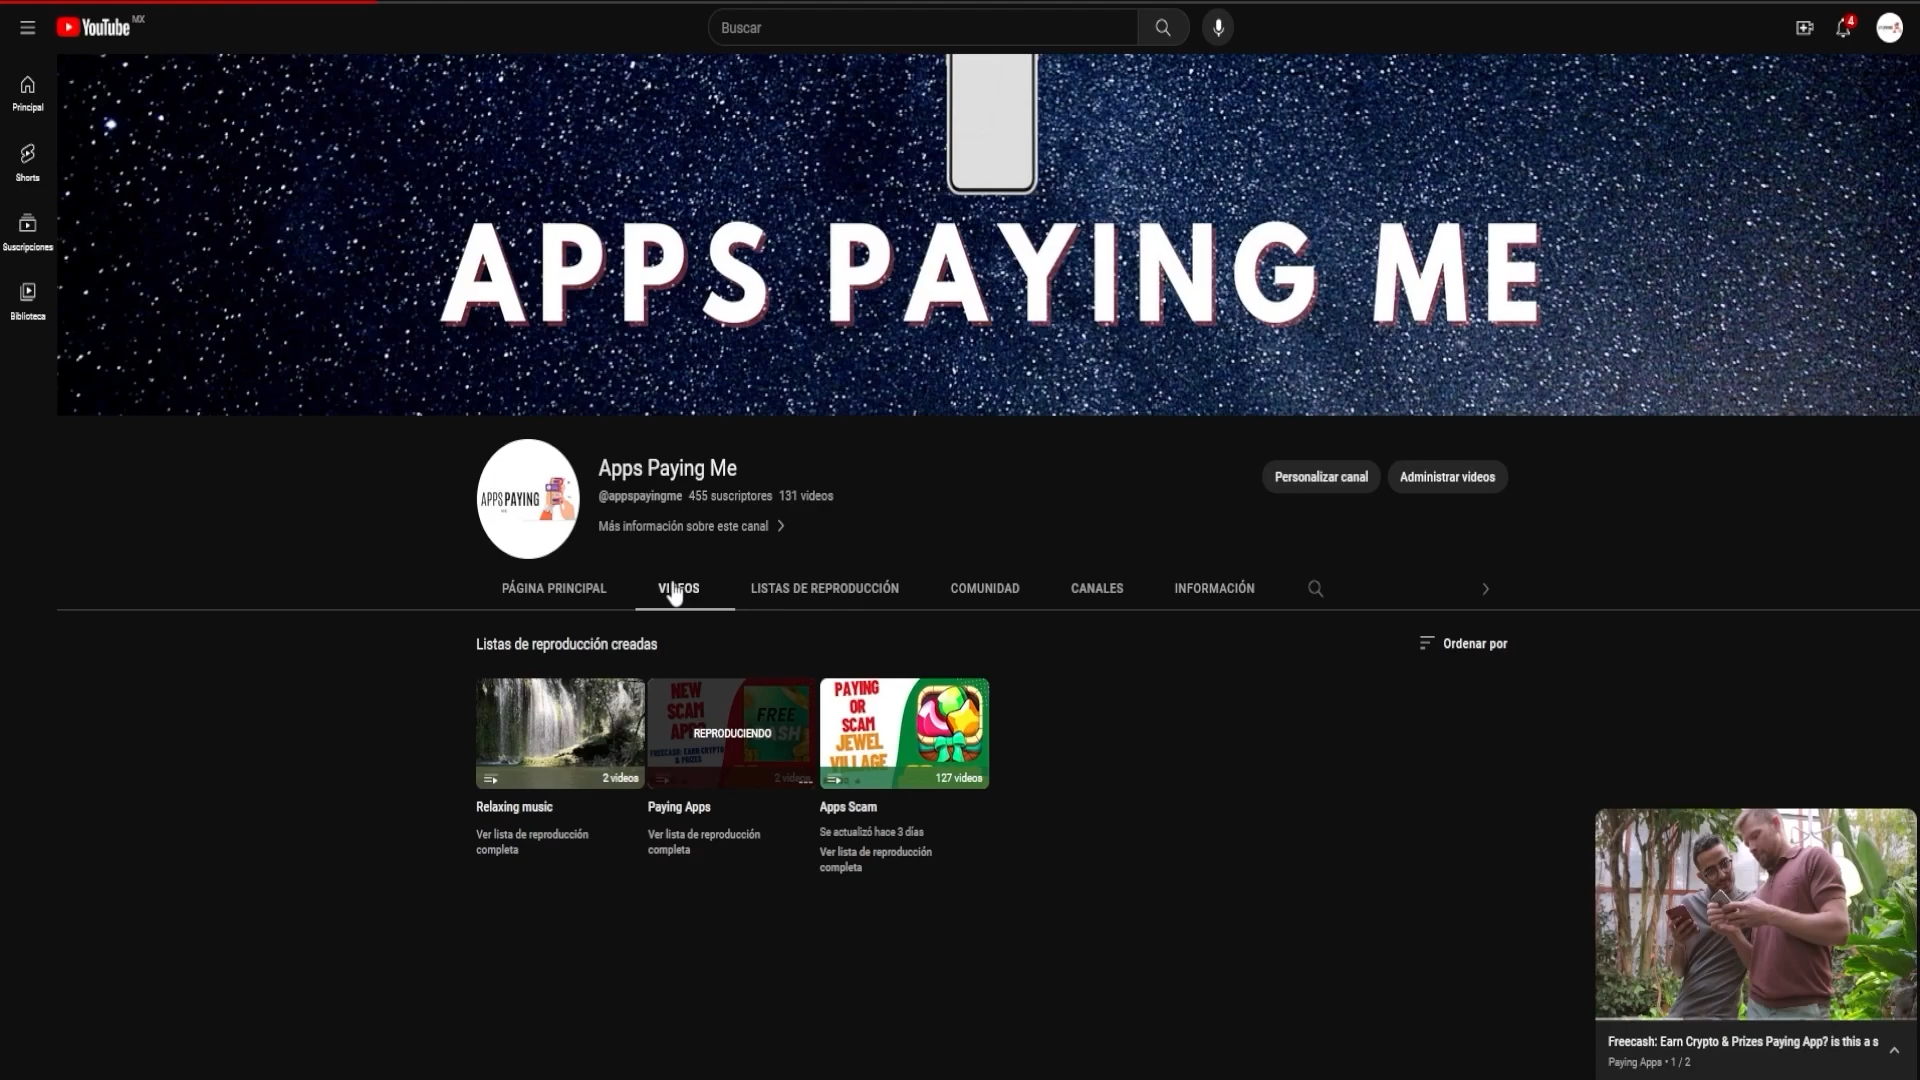 YouTube MX
Buscar
4
Principal
Shorts
Suscripciones
Biblioteca
APPS PAYING ME
APPS PAYING
Apps Paying Me
@appspayingme 455 suscriptores 131 videos
Más información sobre este canal
Personalizar canal
Administrar videos
PÁGINA PRINCIPAL
VIDEOS
LISTAS DE REPRODUCCIÓN
COMUNIDAD
CANALES
INFORMACIÓN
Listas de reproducción creadas
Ordenar por
2 videos
Relaxing music
Ver lista de reproducción
completa
NEW
SCAM
APP
FREE
CASH
FREECASH: EARN CRYPTO
& PRIZES
REPRODUCIENDO
2 videos
Paying Apps
Ver lista de reproducción
completa
PAYING
OR
SCAM
JEWEL
VILLAGE
127 videos
Apps Scam
Se actualizó hace 3 días
Ver lista de reproducción
completa
Freecash: Earn Crypto & Prizes Paying App? is this a s
Paying Apps • 1 / 2